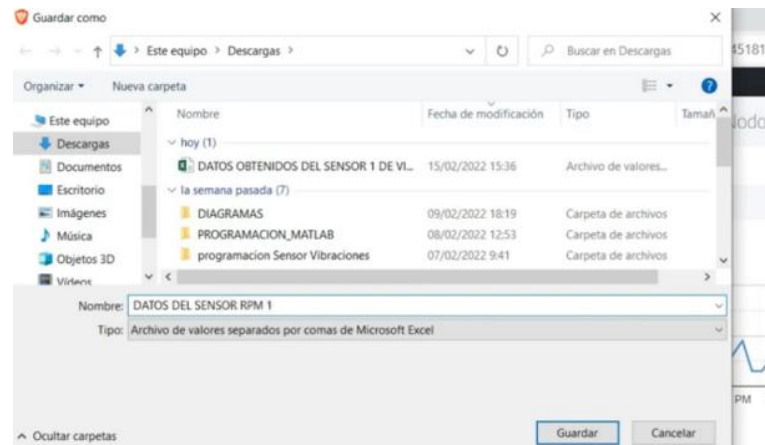 Guardar como
Este equipo > Descargas >
Buscar en Descargas
45181
Organizar
Nueva carpeta
Nombre Fecha de modificación Tipo Tamañ
Este equipo
Descargas
Documentos
Escritorio
Imágenes
Música
Objetos 3D
Vídeos
hoy (1)
DATOS OBTENIDOS DEL SENSOR 1 DE VI... 15/02/2022 15:36 Archivo de valores...
la semana pasada (7)
DIAGRAMAS 09/02/2022 18:19 Carpeta de archivos
PROGRAMACION_MATLAB 08/02/2022 12:53 Carpeta de archivos
programacion Sensor Vibraciones 07/02/2022 9:41 Carpeta de archivos
Nodo
Nombre: DATOS DEL SENSOR RPM 1
Tipo: Archivo de valores separados por comas de Microsoft Excel
PM
Ocultar carpetas
Guardar
Cancelar